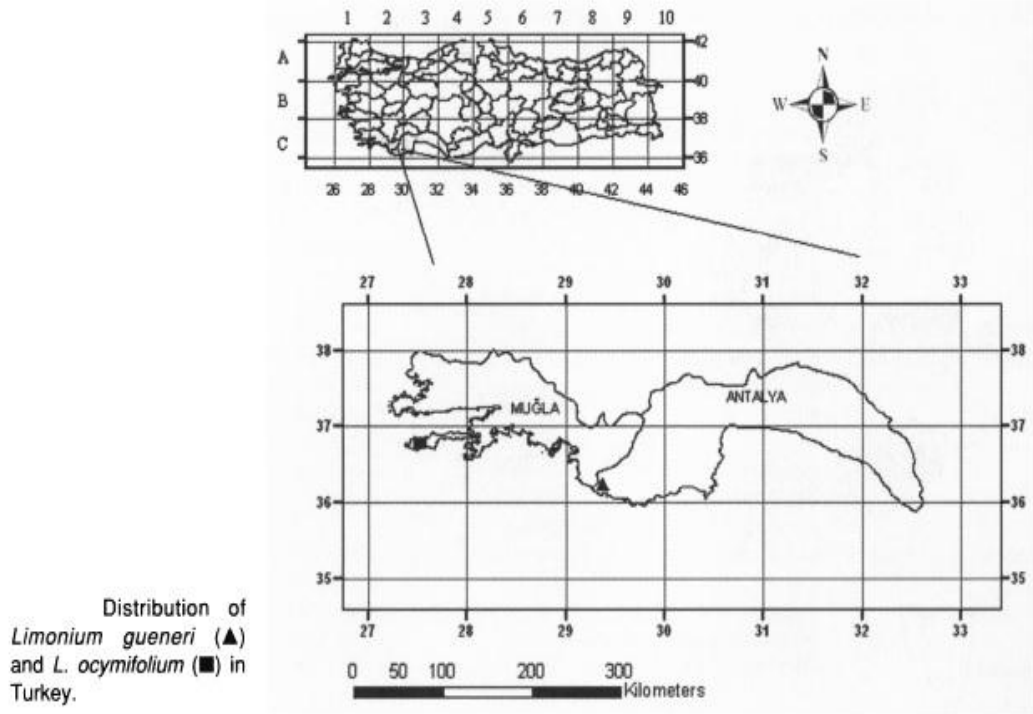 1 2 3 4 5 6 7 8 9 10
A
B
C
42
40
38
36
26 28 30 32 34 36 38 40 42 44 46
N
W E
S
27 28 29 30 31 32 33
38 38
37 37
36 36
35 35
MUĞLA
ANTALYA
27 28 29 30 31 32 33
0 50 100 200 300
Kilometers
Distribution of
Limonium gueneri (▲)
and L. ocymifolium (■) in
Turkey.